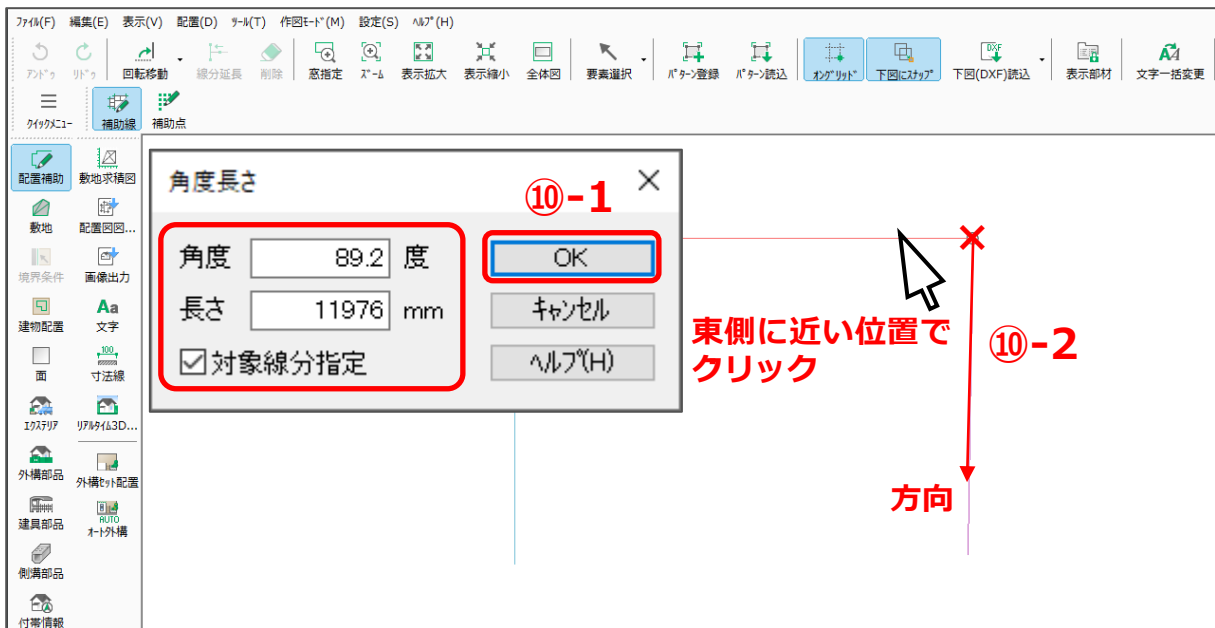 ﾌｧｲﾙ(F) 編集(E) 表示(V) 配置(D) ﾂｰﾙ(T) 作図ﾓｰﾄﾞ(M) 設定(S) ﾍﾙﾌﾟ(H)
ｱﾝﾄﾞｩ ﾘﾄﾞｩ 回転移動 線分延長 削除 窓指定 ｽﾞｰﾑ 表示拡大 表示縮小 全体図 要素選択 ﾊﾟﾀｰﾝ登録 ﾊﾟﾀｰﾝ読込 ｵﾝｸﾞﾘｯﾄﾞ 下図にｽﾅｯﾌﾟ 下図(DXF)読込 表示部材 文字一括変更
ｸｲｯｸﾒﾆｭｰ 補助線 補助点
配置補助 敷地求積図
敷地 配置図図...
境界条件 画像出力
建物配置 文字
面 寸法線
ｴｸｽﾃﾘｱ ﾘｱﾙﾀｲﾑ3D...
外構部品 外構ｾｯﾄ配置
建具部品 ｵｰﾄ外構
側溝部品
付帯情報
角度長さ
⑩-1
角度 89.2 度 OK
長さ 11976 mm キャンセル
対象線分指定 ヘルプ(H)
東側に近い位置で
クリック
⑩-2
方向